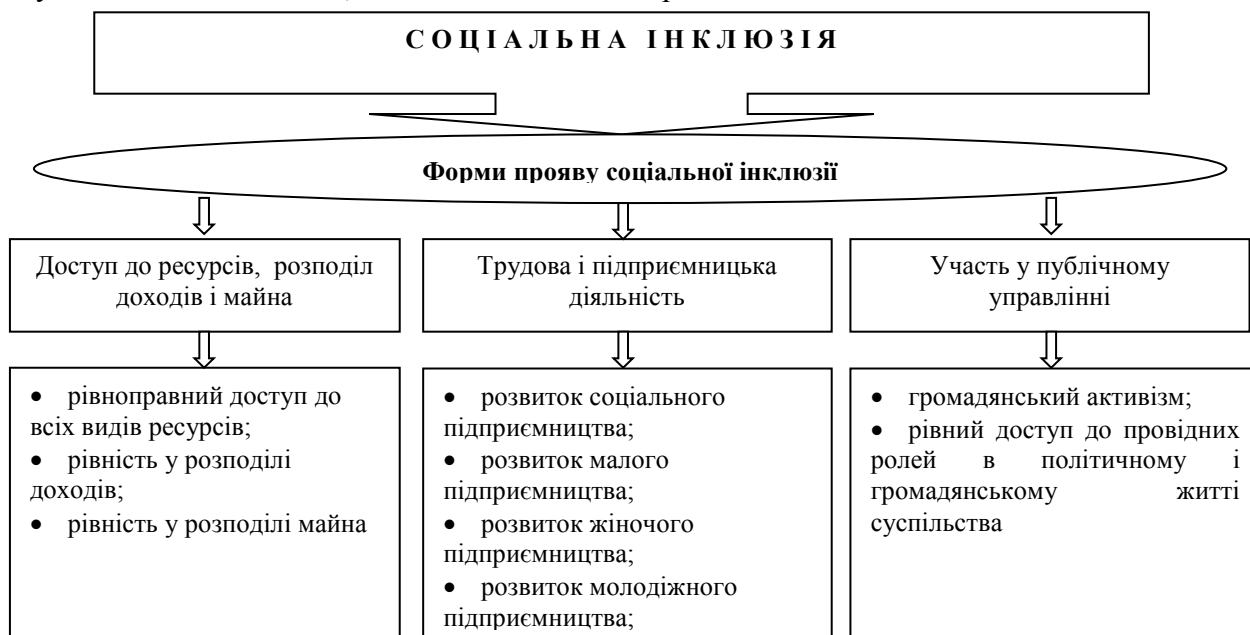 СОЦІАЛЬНА ІНКЛЮЗІЯ
Форми прояву соціальної інклюзії
Доступ до ресурсів, розподіл
доходів і майна
Трудова і підприємницька
діяльність
Участь у публічному
управлінні
• рівноправний доступ до
всіх видів ресурсів;
• рівність у розподілі
доходів;
• рівність у розподілі майна
• розвиток соціального
підприємництва;
• розвиток малого
підприємництва;
• розвиток жіночого
підприємництва;
• розвиток молодіжного
підприємництва;
• громадянський активізм;
• рівний доступ до провідних
ролей в політичному і
громадянському житті
суспільства